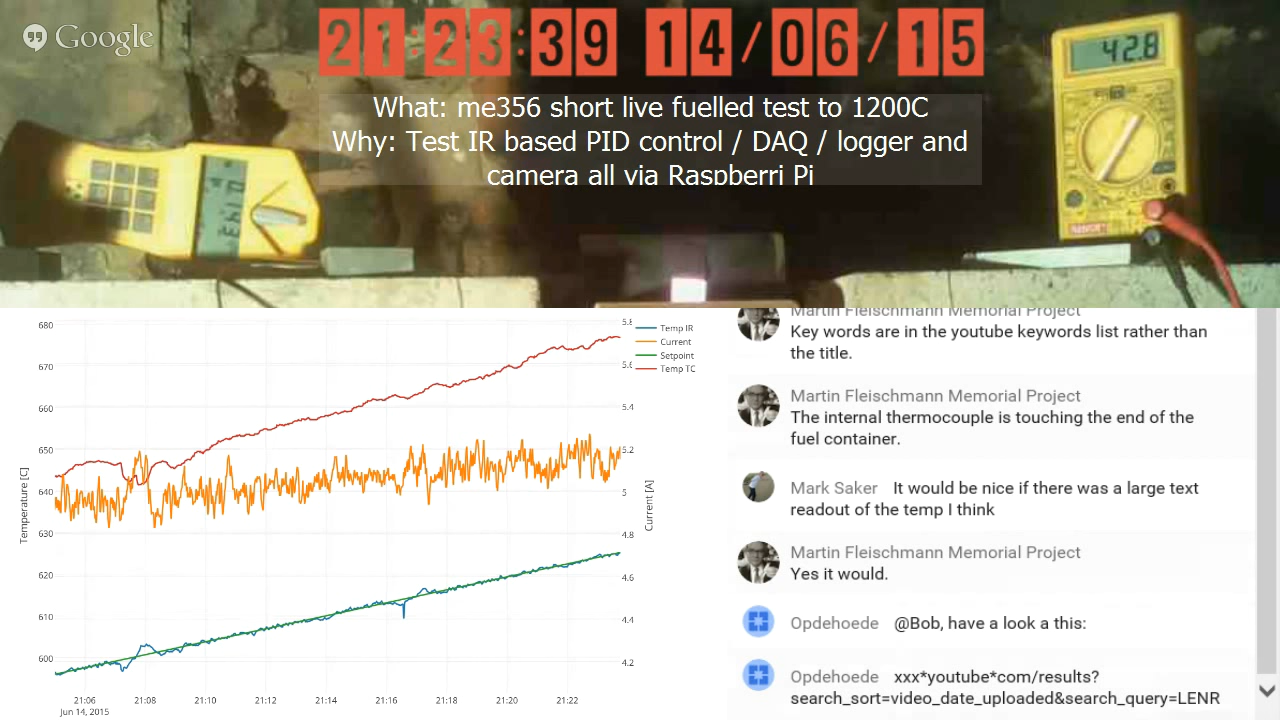 Google
21:23:39 14/06/15
What: me356 short live fuelled test to 1200C
Why: Test IR based PID control / DAQ / logger and
camera all via Raspberri Pi
42.8
680
670
660
650
640
630
620
610
600
Temperature [C]
21:06
21:08
21:10
21:12
21:14
21:16
21:18
21:20
21:22
Jun 14, 2015
5.4
5.2
5
4.8
4.6
4.4
4.2
Current [A]
Temp IR
Current
Setpoint
Temp TC
Martin Fleischmann Memorial Project
Key words are in the youtube keywords list rather than
the title.
Martin Fleischmann Memorial Project
The internal thermocouple is touching the end of the
fuel container.
Mark Saker It would be nice if there was a large text
readout of the temp I think
Martin Fleischmann Memorial Project
Yes it would.
Opdehoede @Bob, have a look a this:
Opdehoede xxx*youtube*com/results?
search_sort=video_date_uploaded&search_query=LENR